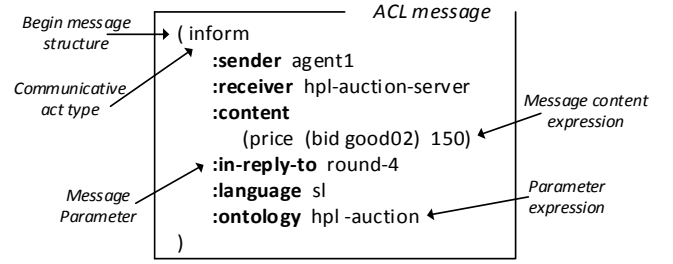 ACL message
Begin message
structure
( inform
:sender agent1
:receiver hpl-auction-server
Communicative
act type
:content
(price (bid good02) 150)
Message content
expression
:in-reply-to round-4
:language sl
Message
Parameter
:ontology hpl -auction
Parameter
expression
)